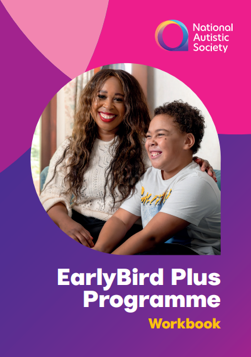 National
Autistic
Society
EarlyBird Plus
Programme
Workbook